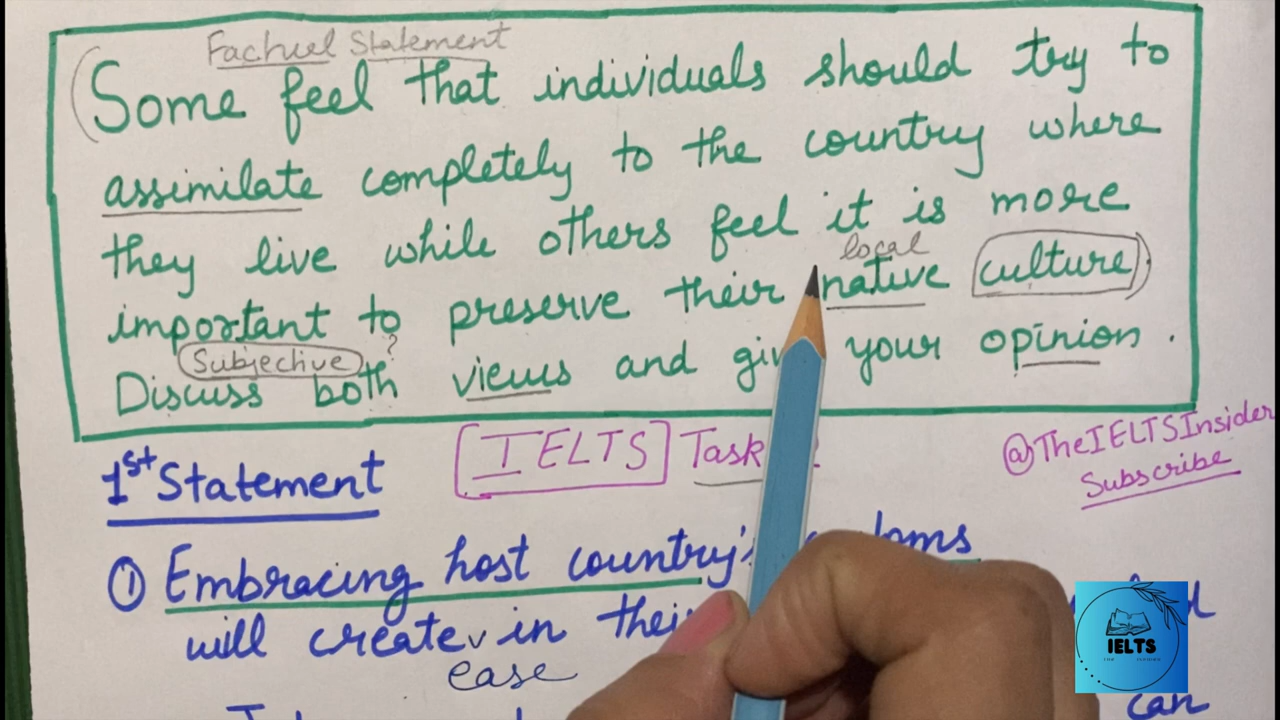 Factuel Statement
Some feel that individuals should try to
assimilate completely to the country where
they live while others feel it is more
local
important to preserve their native culture.
?
Subjective
Discuss both views and giv your opinion.
[IELTS] Task
@TheIELTSInsider
Subscribe
1st Statement
① Embracing host country's
will create in their
ease
can
IELTS